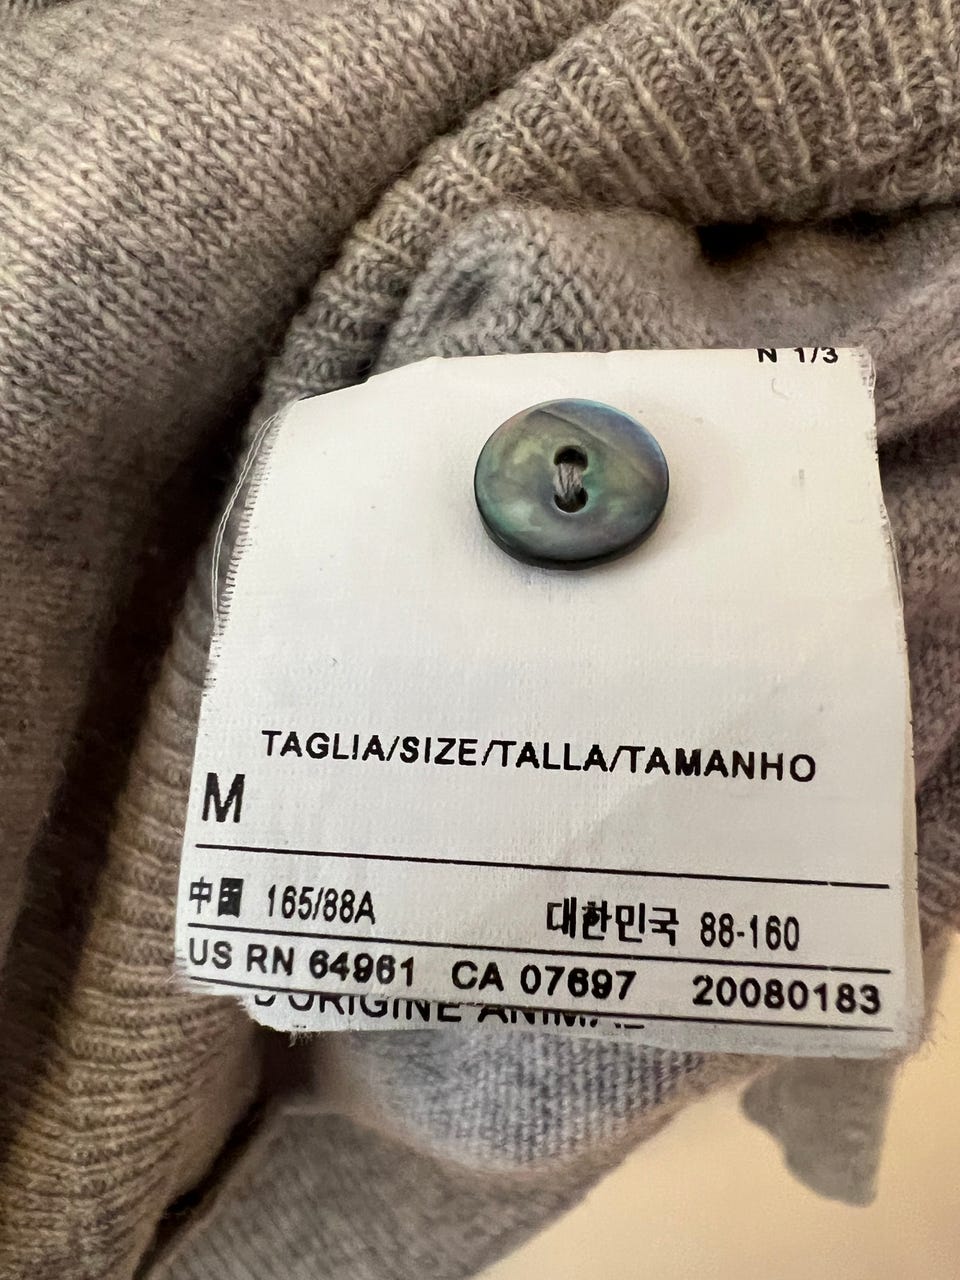 N 1/3
TAGLIA/SIZE/TALLA/TAMANHO
M
中国 165/88A 대한민국 88-160
US RN 64961 CA 07697 20080183
D'ORIGINE